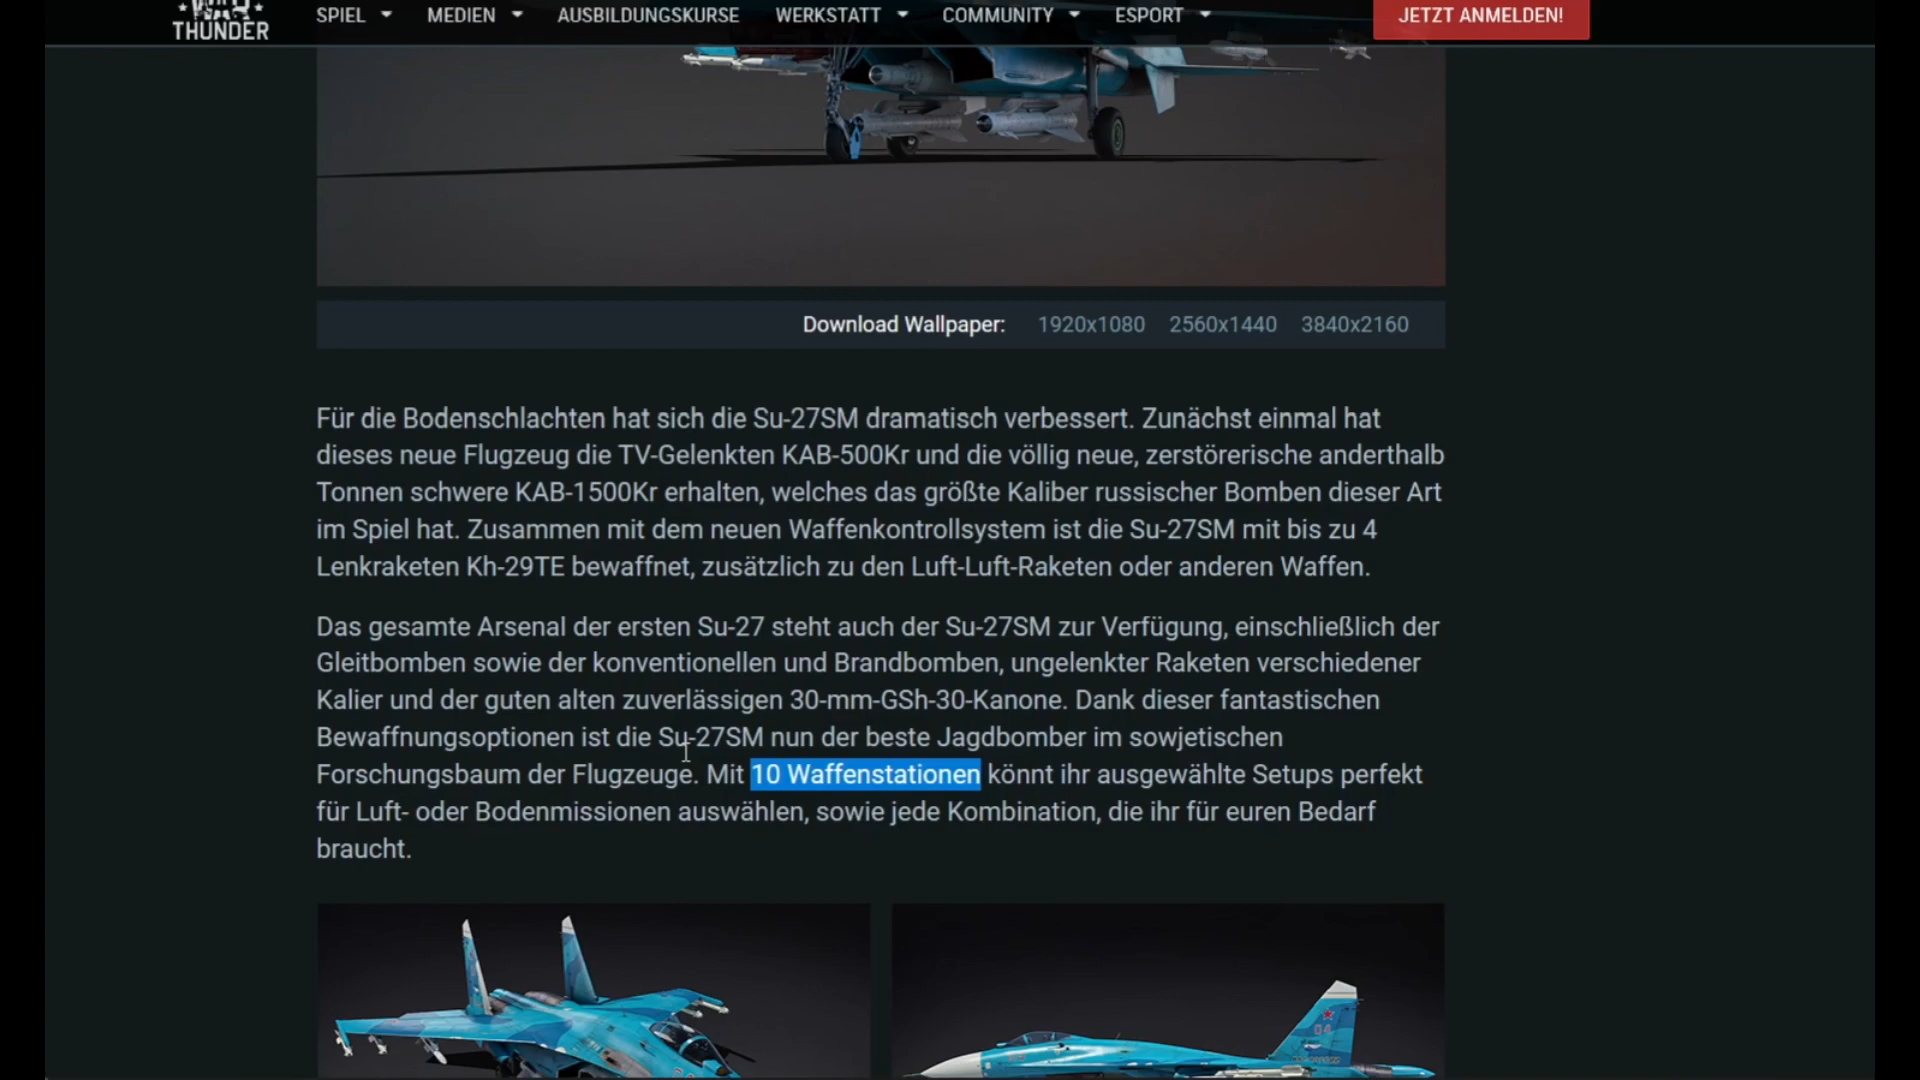 WAR
THUNDER
SPIEL
MEDIEN
AUSBILDUNGSKURSE
WERKSTATT
COMMUNITY
ESPORT
JETZT ANMELDEN!
Download Wallpaper: 1920x1080 2560x1440 3840x2160
Für die Bodenschlachten hat sich die Su-27SM dramatisch verbessert. Zunächst einmal hat
dieses neue Flugzeug die TV-Gelenkten KAB-500Kr und die völlig neue, zerstörerische anderthalb
Tonnen schwere KAB-1500Kr erhalten, welches das größte Kaliber russischer Bomben dieser Art
im Spiel hat. Zusammen mit dem neuen Waffenkontrollsystem ist die Su-27SM mit bis zu 4
Lenkraketen Kh-29TE bewaffnet, zusätzlich zu den Luft-Luft-Raketen oder anderen Waffen.
Das gesamte Arsenal der ersten Su-27 steht auch der Su-27SM zur Verfügung, einschließlich der
Gleitbomben sowie der konventionellen und Brandbomben, ungelenkter Raketen verschiedener
Kalier und der guten alten zuverlässigen 30-mm-GSh-30-Kanone. Dank dieser fantastischen
Bewaffnungsoptionen ist die Su-27SM nun der beste Jagdbomber im sowjetischen
Forschungsbaum der Flugzeuge. Mit 10 Waffenstationen könnt ihr ausgewählte Setups perfekt
für Luft- oder Bodenmissionen auswählen, sowie jede Kombination, die ihr für euren Bedarf
braucht.
04